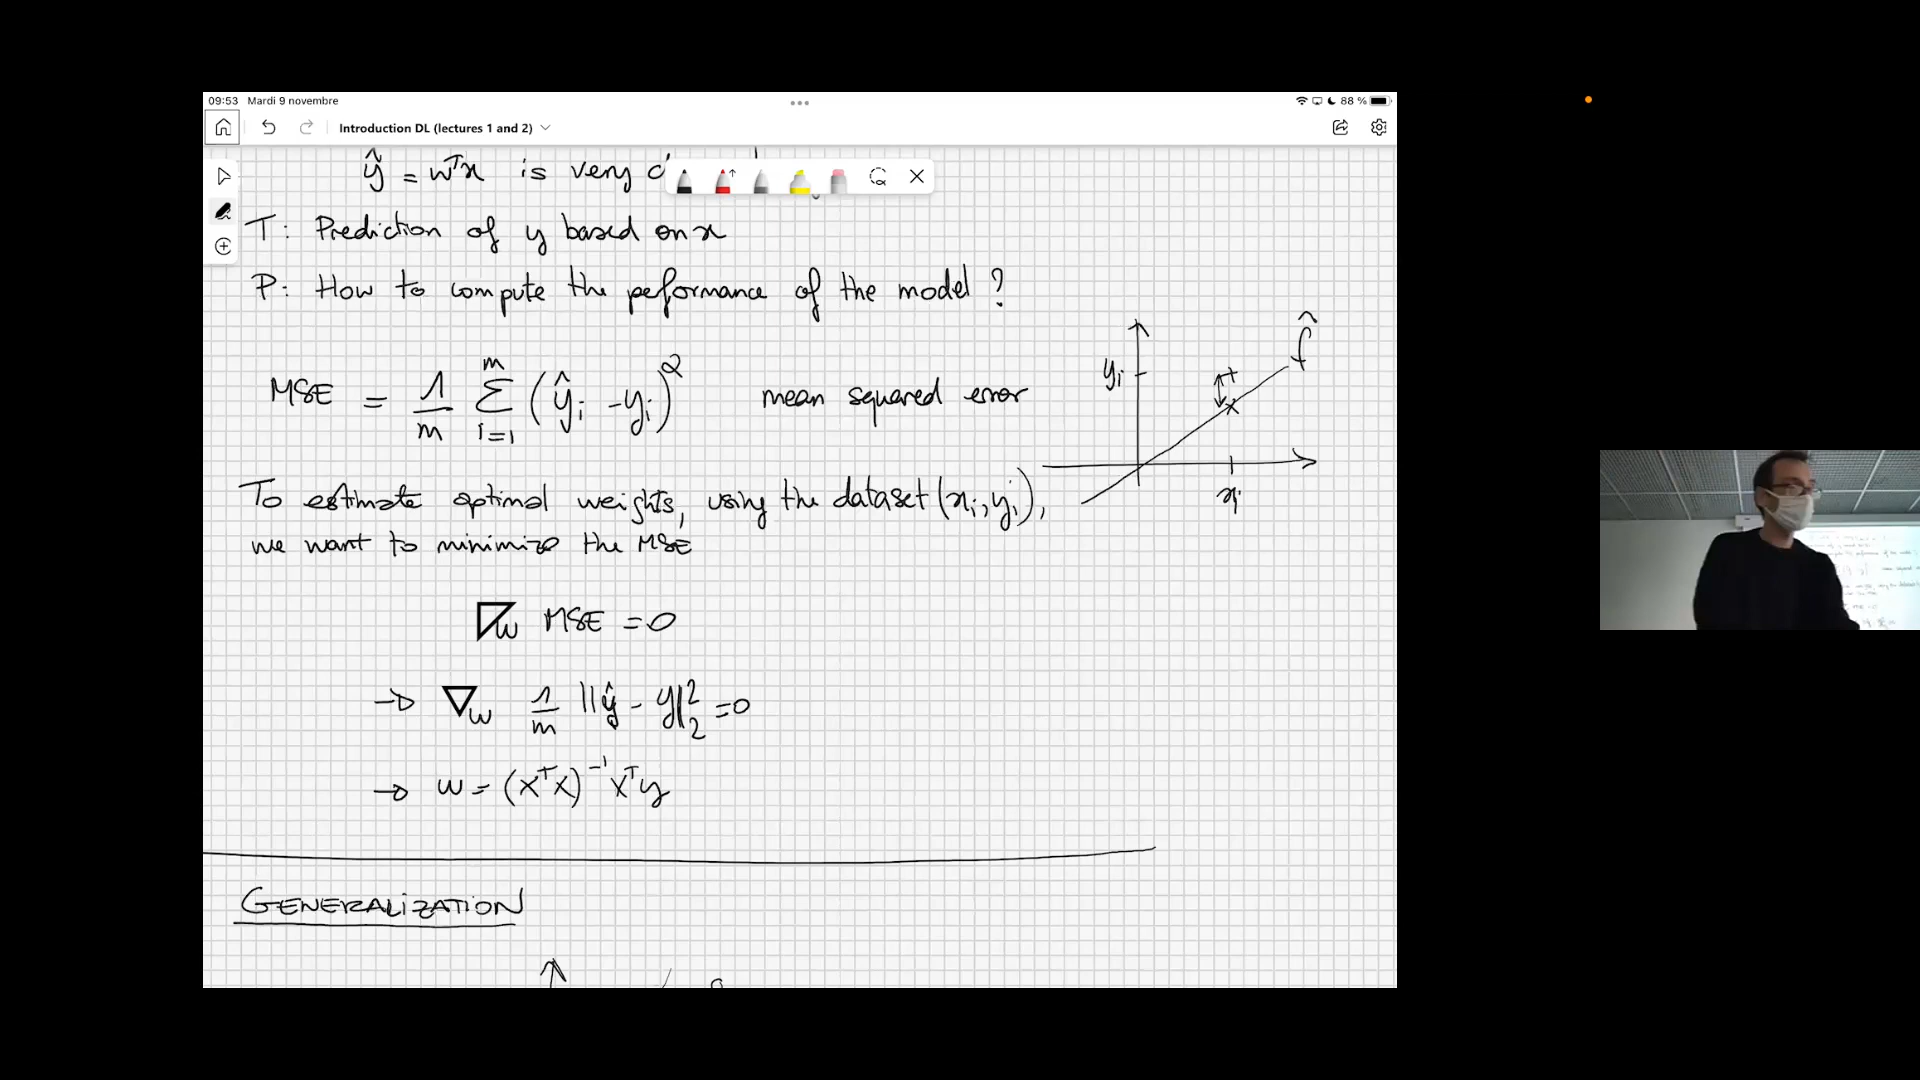 09:53 Mardi 9 novembre
88 %
Introduction DL (lectures 1 and 2)
ŷ = wᵀx is very
T: Prediction of y based on x
P: How to compute the peformance of the model ?
MSE = 1/m Σ_{i=1}^{m} (ŷᵢ - yᵢ)² mean squared error
yᵢ
f̂
xᵢ
To estimate optimal weights, using the dataset (xᵢ, yᵢ),
we want to minimize the MSE
∇w MSE = 0
→ ∇w 1/m ||ŷ - y||₂² = 0
→ w = (XᵀX)⁻¹Xᵀy
GENERALIZATION